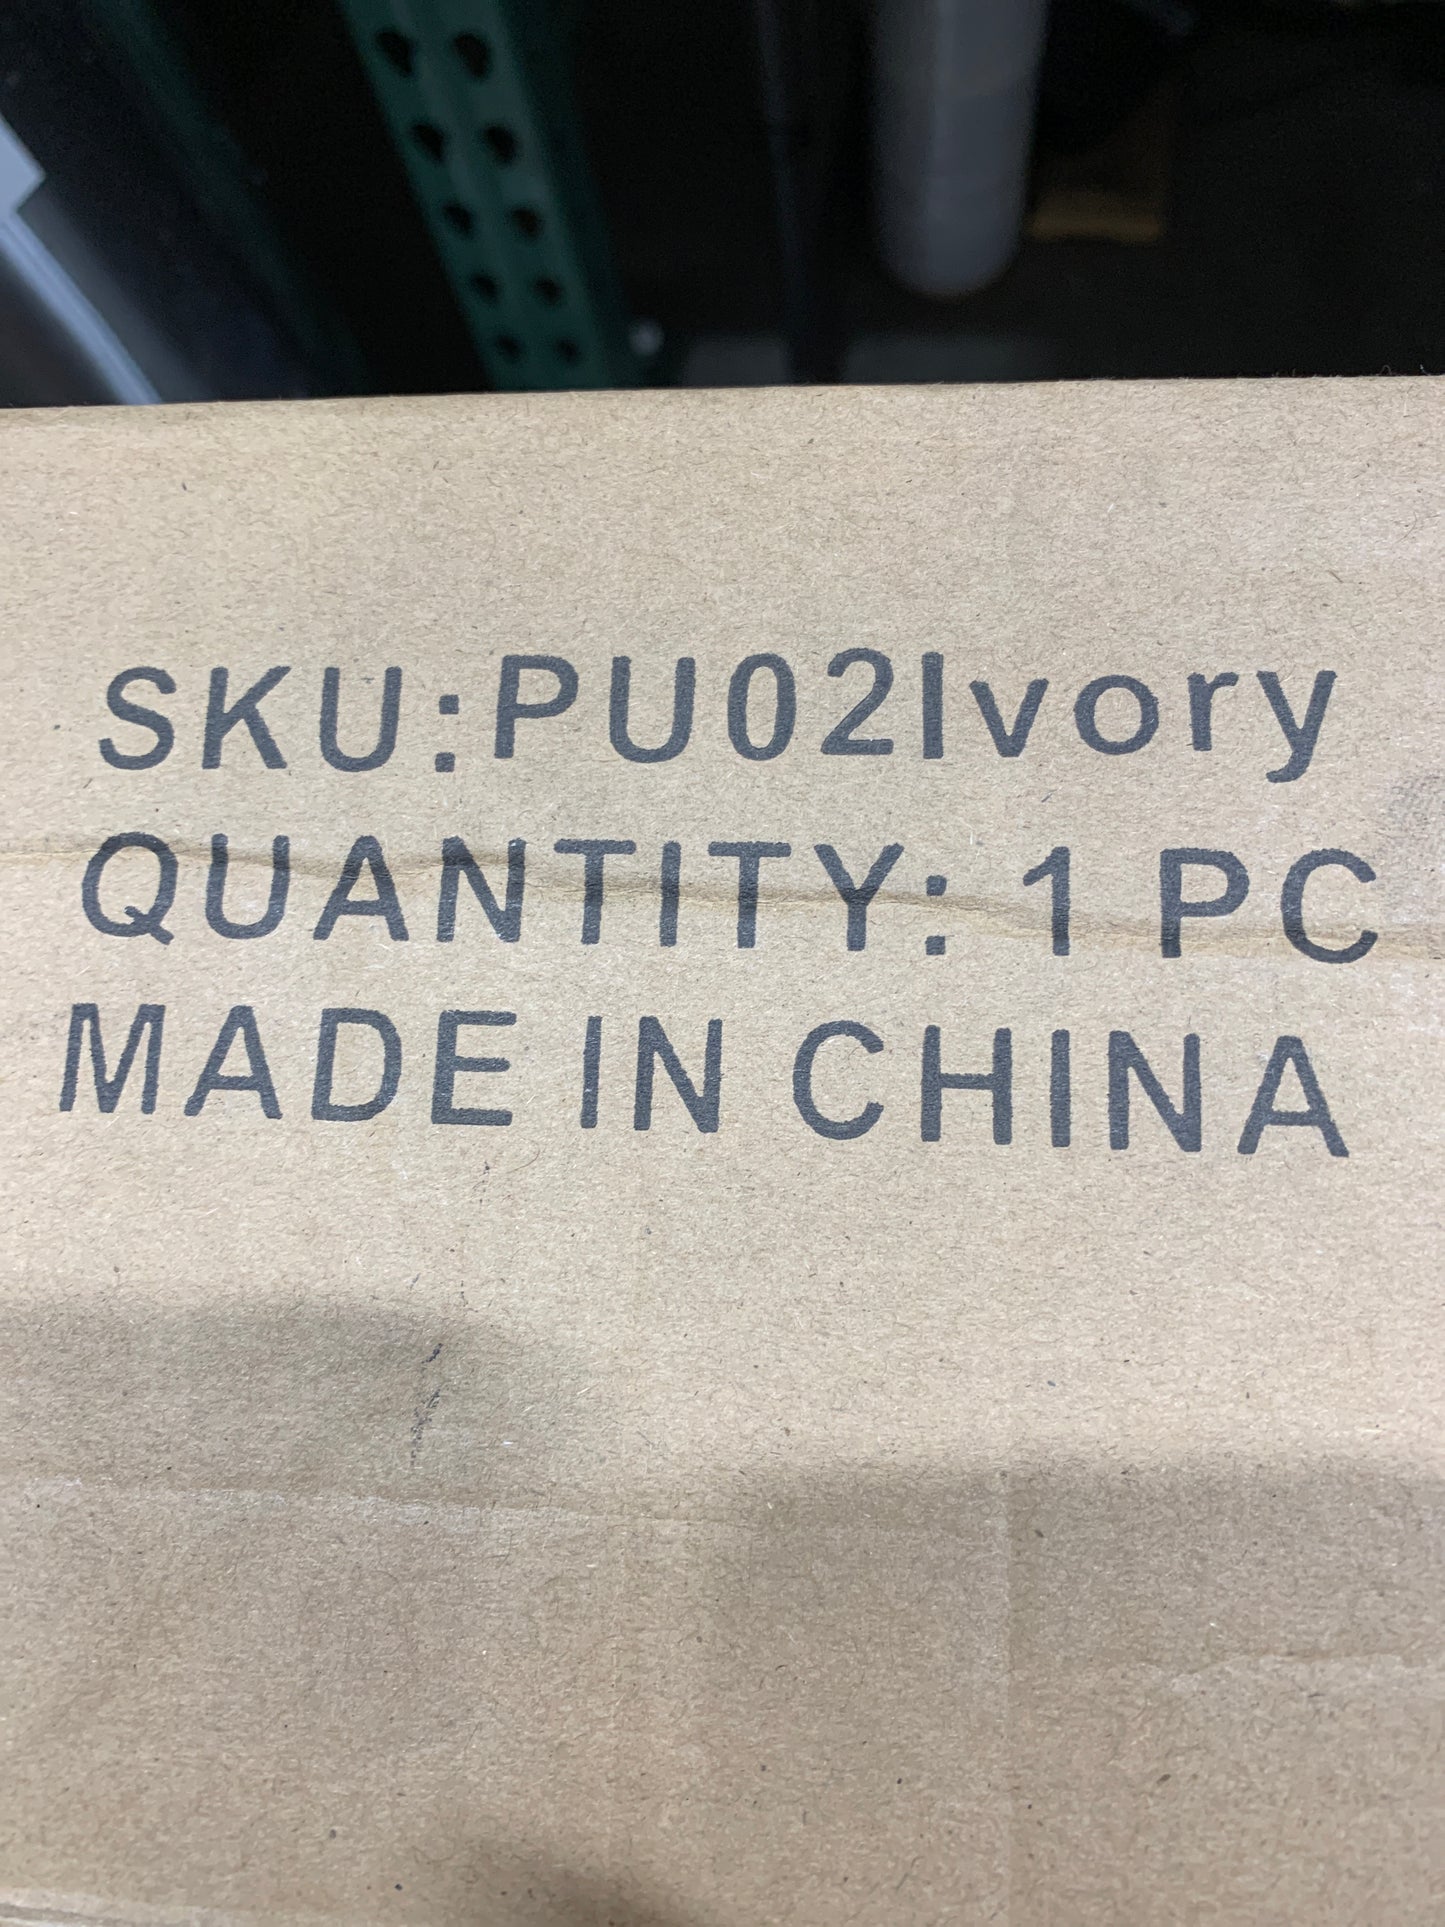 SKU:PU02Ivory
QUANTITY: 1 PC
MADE IN CHINA